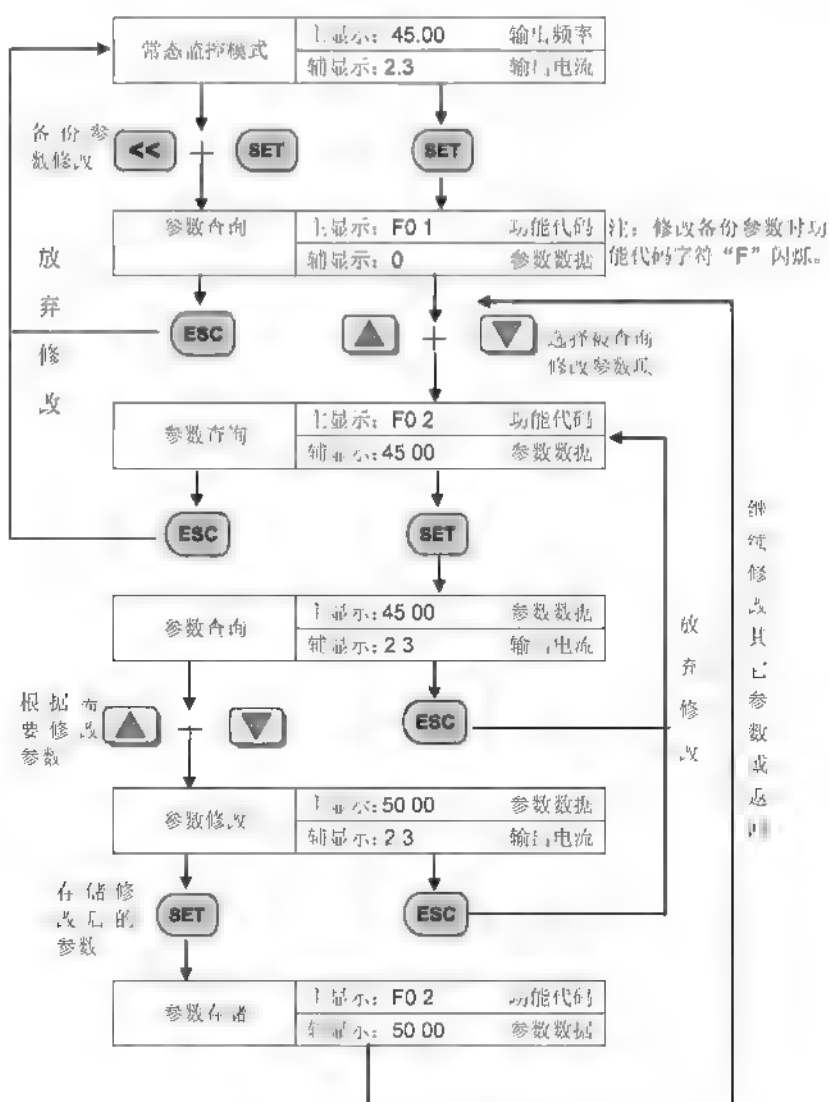 常态监控模式
主显示: 45.00 输出频率
辅显示: 2.3 输出电流
备份参
数修改
<< + SET
SET
参数查询
主显示: F0 1 功能代码
辅显示: 0 参数数据
注: 修改备份参数时功
能代码字符“F”闪烁。
放弃修改
ESC
+
选择被查询
修改参数项
参数查询
主显示: F0 2 功能代码
辅显示: 45 00 参数数据
ESC
SET
参数查询
主显示: 45 00 参数数据
辅显示: 2 3 输出电流
根据需
要修改
参数
+
ESC
放弃修改
继续修改其它参数或返回
参数修改
主显示: 50 00 参数数据
辅显示: 2 3 输出电流
存储修
改后的
参数
SET
ESC
参数存储
主显示: F0 2 功能代码
辅显示: 50 00 参数数据